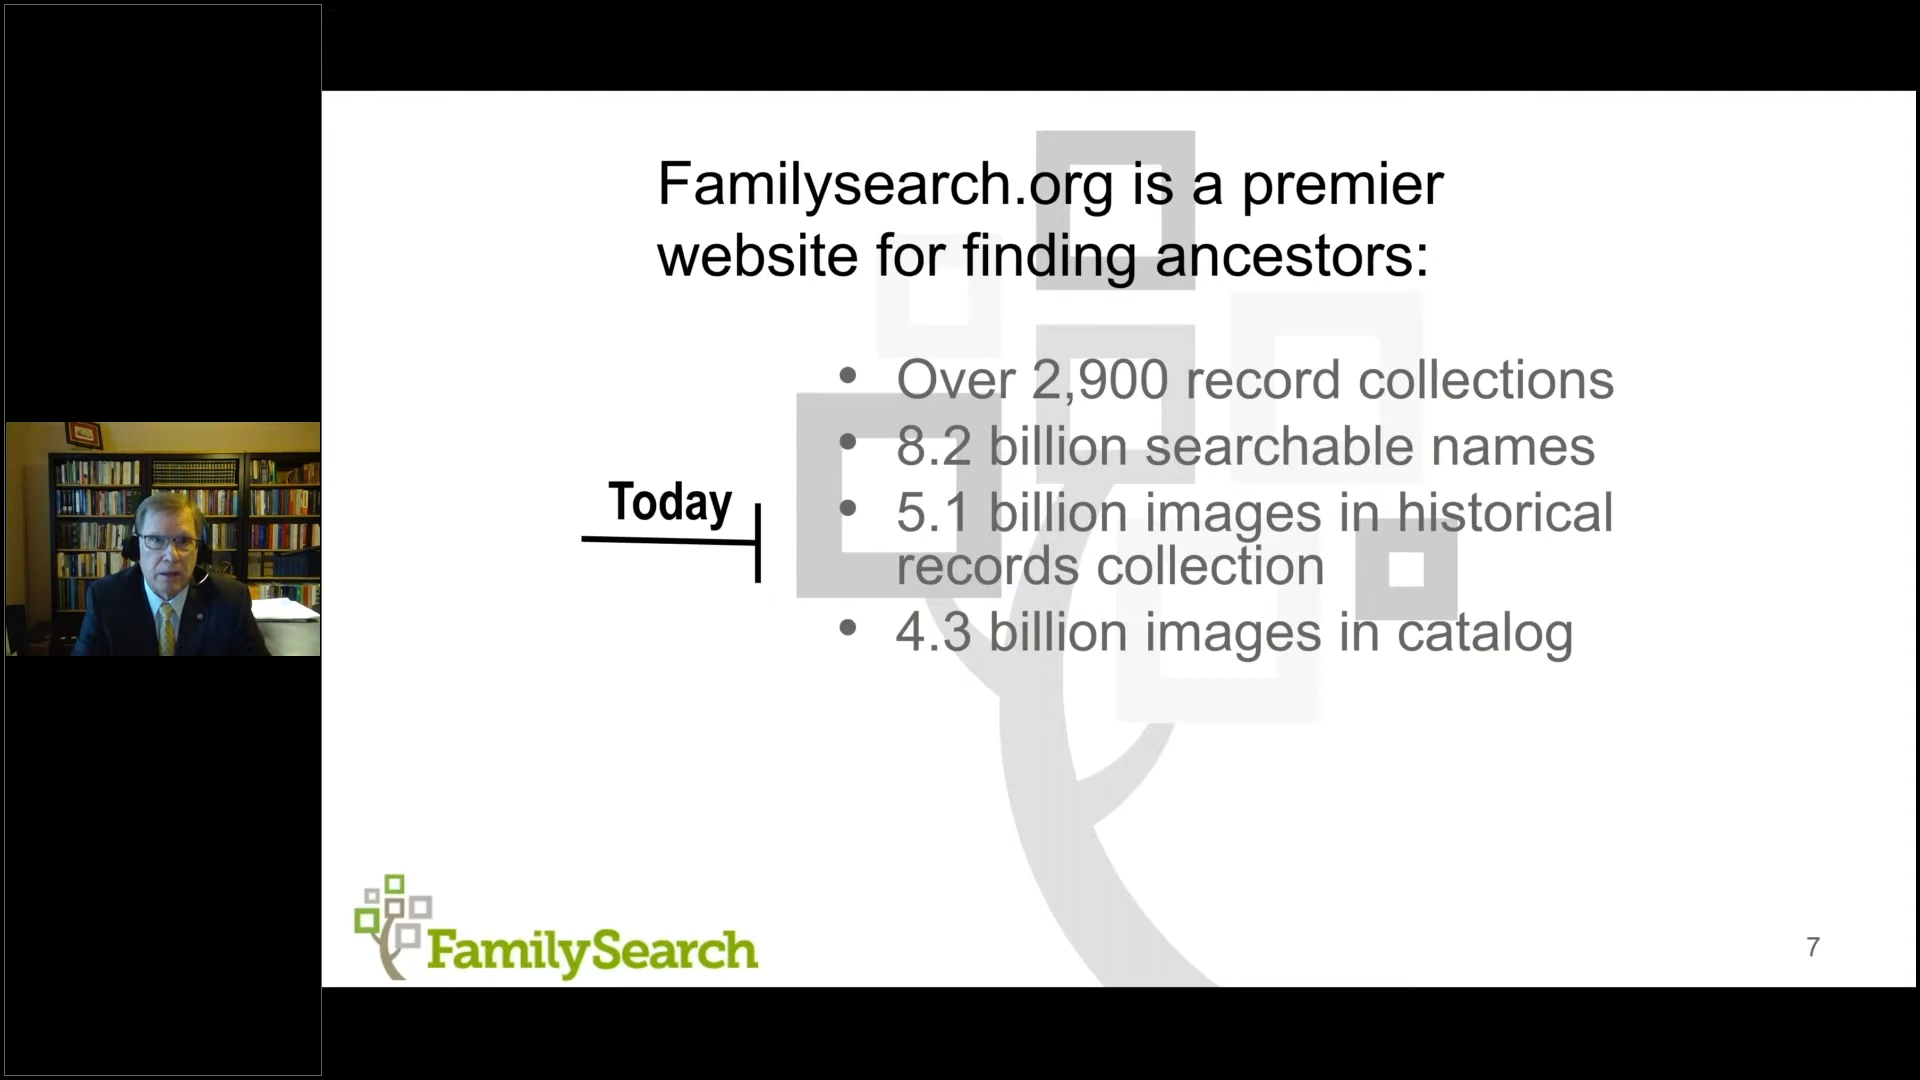 Familysearch.org is a premier
website for finding ancestors:
Today
• Over 2,900 record collections
• 8.2 billion searchable names
• 5.1 billion images in historical
records collection
• 4.3 billion images in catalog
FamilySearch
7